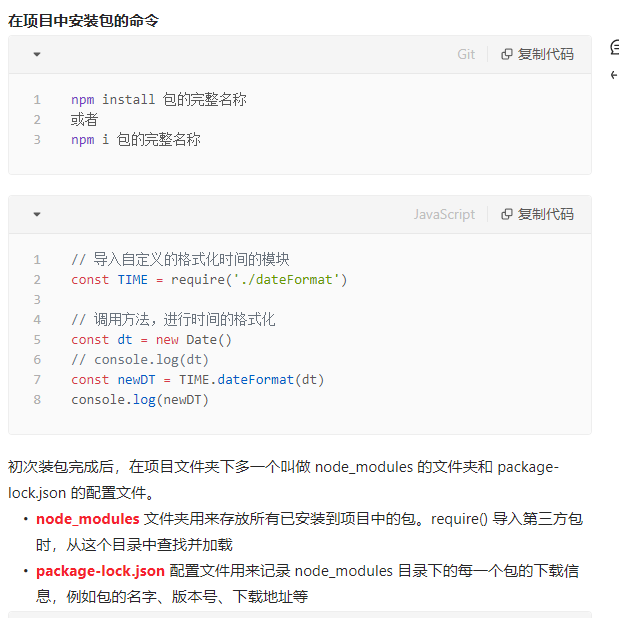 在项目中安装包的命令
Git 复制代码
1 npm install 包的完整名称
2 或者
3 npm i 包的完整名称
JavaScript 复制代码
1 // 导入自定义的格式化时间的模块
2 const TIME = require('./dateFormat')
3
4 // 调用方法，进行时间的格式化
5 const dt = new Date()
6 // console.log(dt)
7 const newDT = TIME.dateFormat(dt)
8 console.log(newDT)
初次装包完成后，在项目文件夹下多一个叫做 node_modules 的文件夹和 package-
lock.json 的配置文件。
• node_modules 文件夹用来存放所有已安装到项目中的包。require() 导入第三方包
时，从这个目录中查找并加载
• package-lock.json 配置文件用来记录 node_modules 目录下的每一个包的下载信
息，例如包的名字、版本号、下载地址等